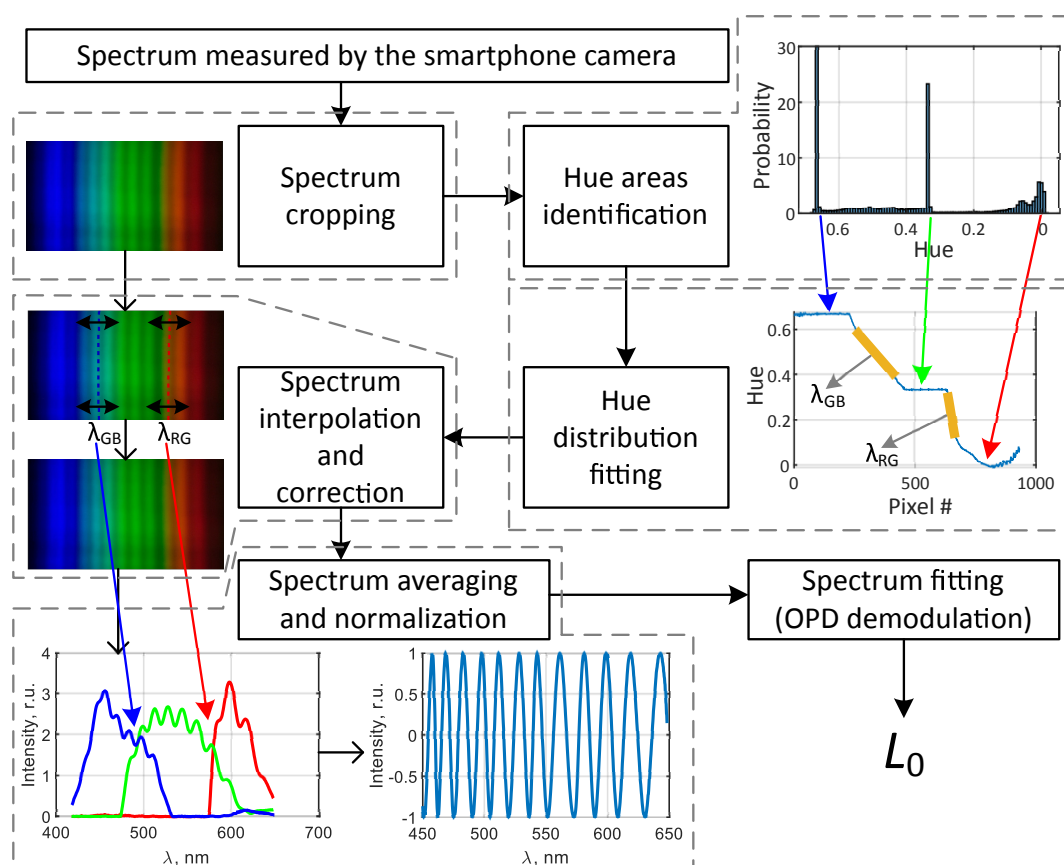 Spectrum measured by the smartphone camera
Spectrum
cropping
Hue areas
identification
30
20
10
0
Probability
0.6
0.4
0.2
0
Hue
λGB
λRG
Spectrum
interpolation
and
correction
Hue
distribution
fitting
0.6
0.4
0.2
0
Hue
λGB
λRG
0
500
1000
Pixel #
Spectrum averaging
and normalization
Spectrum fitting
(OPD demodulation)
4
3
2
1
0
Intensity, r.u.
400
500
600
700
λ, nm
1
0.5
0
-0.5
-1
Intensity, r.u.
450
500
550
600
650
λ, nm
L0